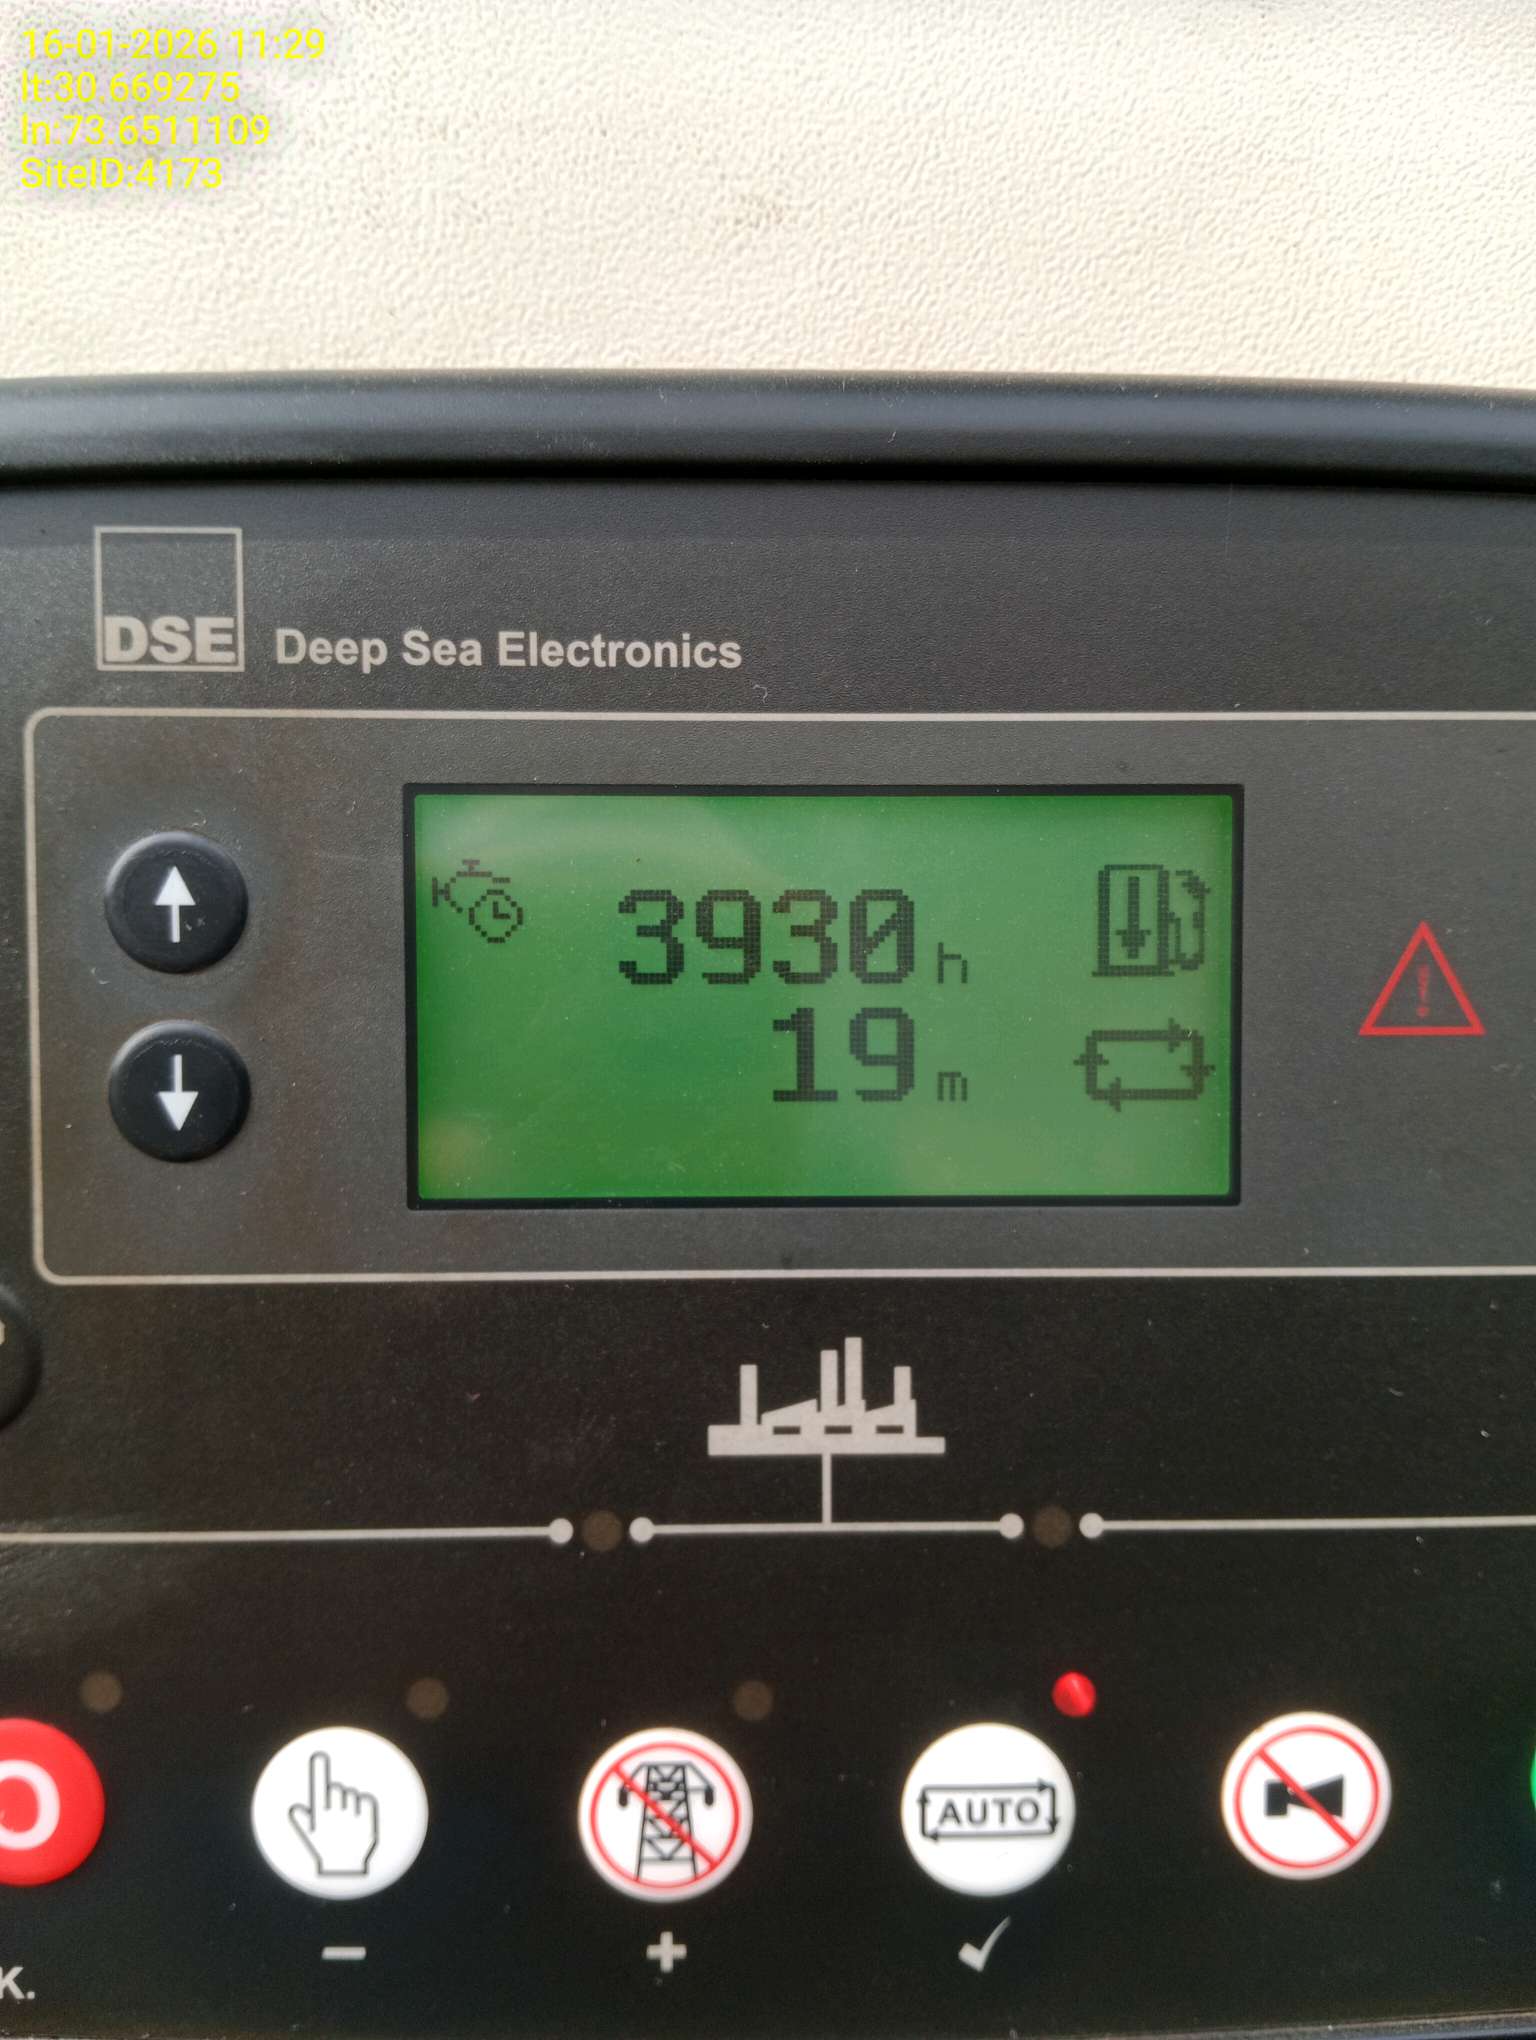 16-01-2026 11:29
lt:30.669275
ln:73.6511109
SiteID:4173
DSE Deep Sea Electronics
3930 h
19 m
AUTO
- + ✓
K.